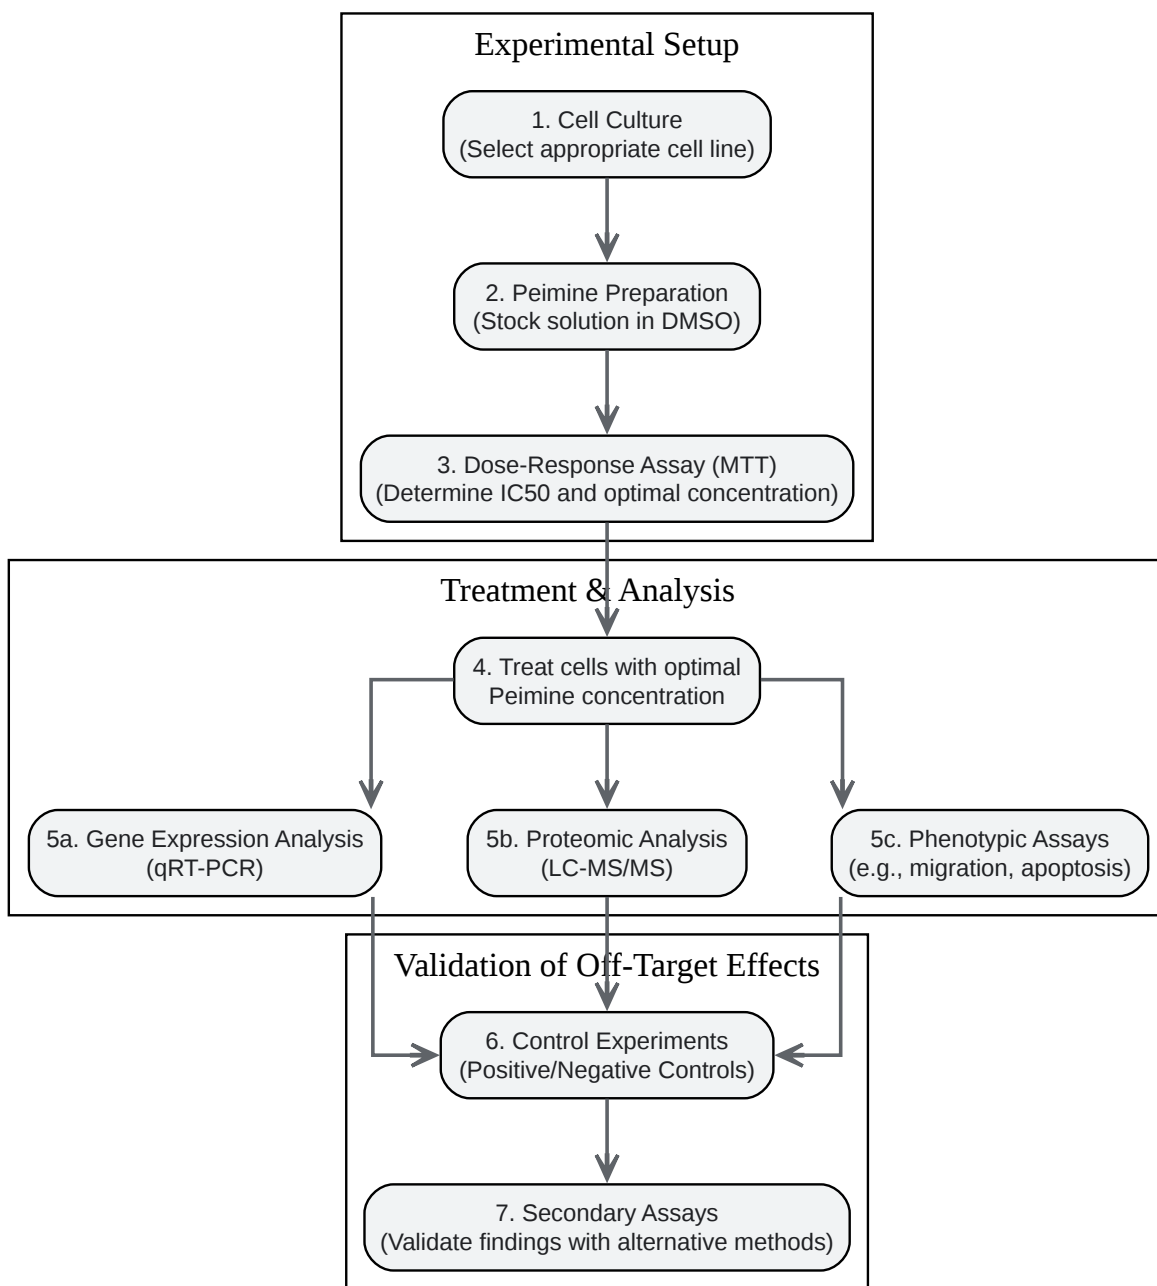 Experimental Setup
1. Cell Culture
(Select appropriate cell line)
2. Peimine Preparation
(Stock solution in DMSO)
3. Dose-Response Assay (MTT)
(Determine IC50 and optimal concentration)
Treatment & Analysis
4. Treat cells with optimal
Peimine concentration
5a. Gene Expression Analysis
(qRT-PCR)
5b. Proteomic Analysis
(LC-MS/MS)
5c. Phenotypic Assays
(e.g., migration, apoptosis)
Validation of Off-Target Effects
6. Control Experiments
(Positive/Negative Controls)
7. Secondary Assays
(Validate findings with alternative methods)